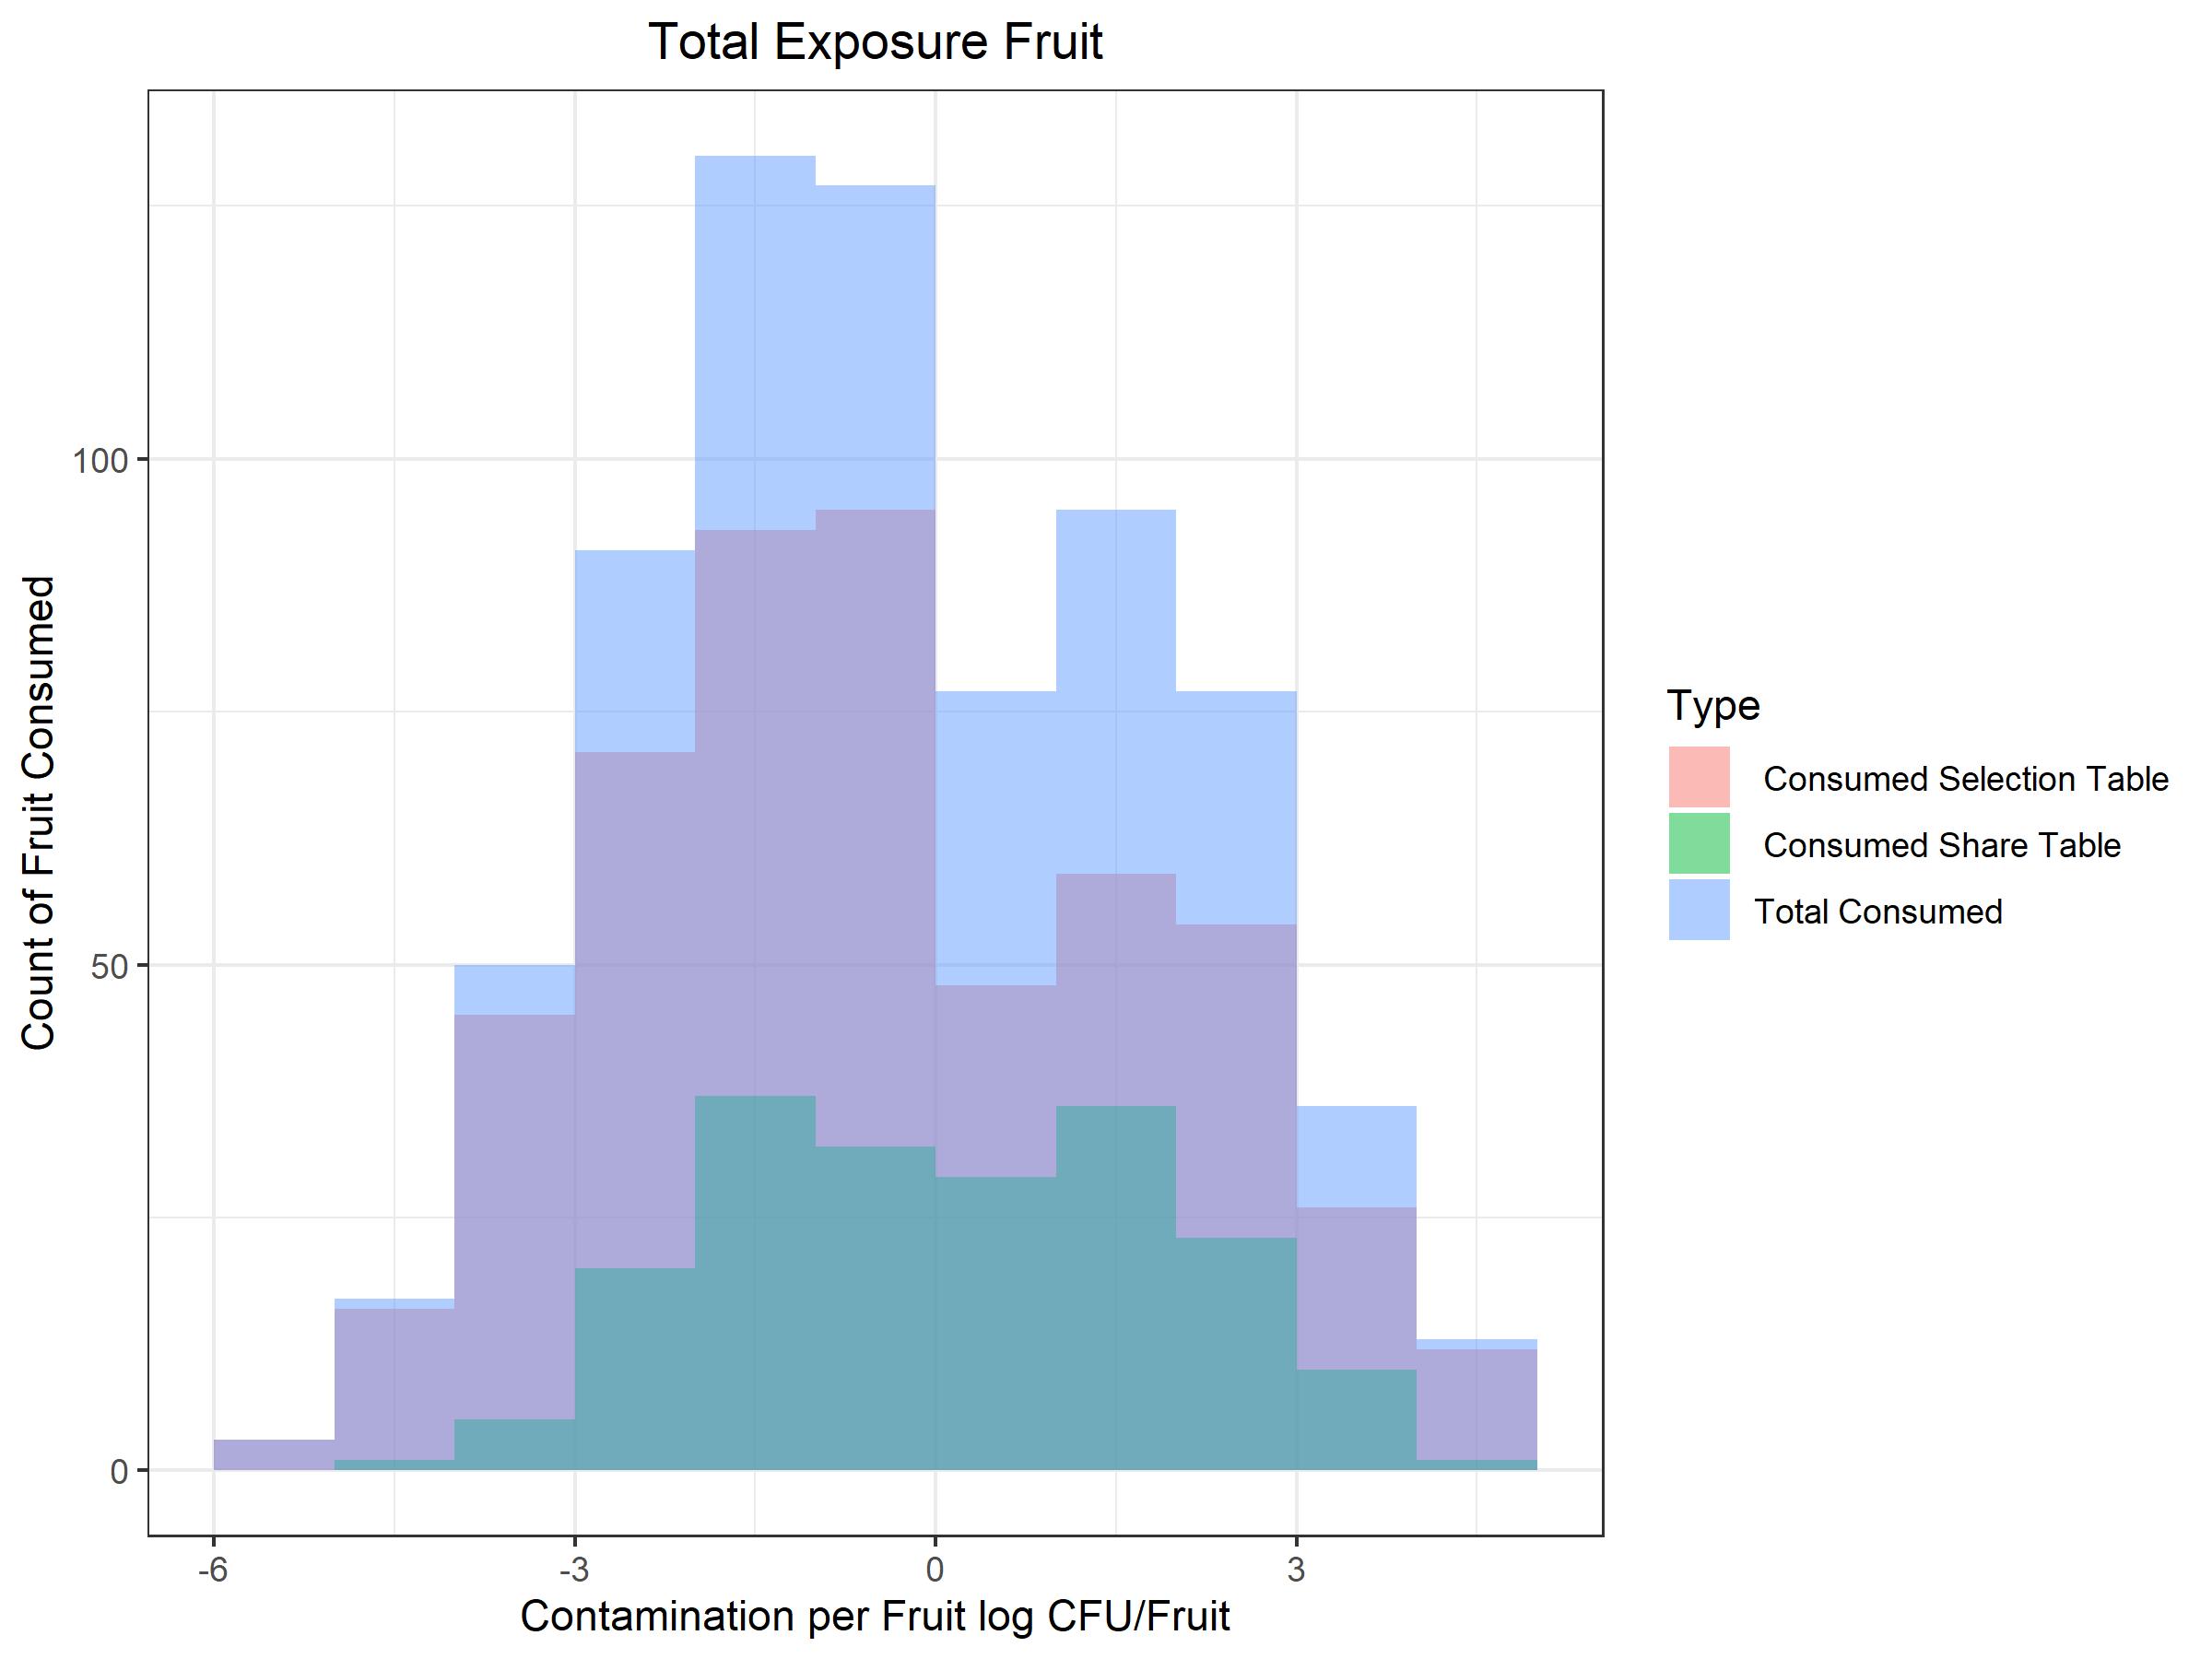 Total Exposure Fruit
Count of Fruit Consumed
100
50
0
-6
-3
0
3
Contamination per Fruit log CFU/Fruit
Type
Consumed Selection Table
Consumed Share Table
Total Consumed